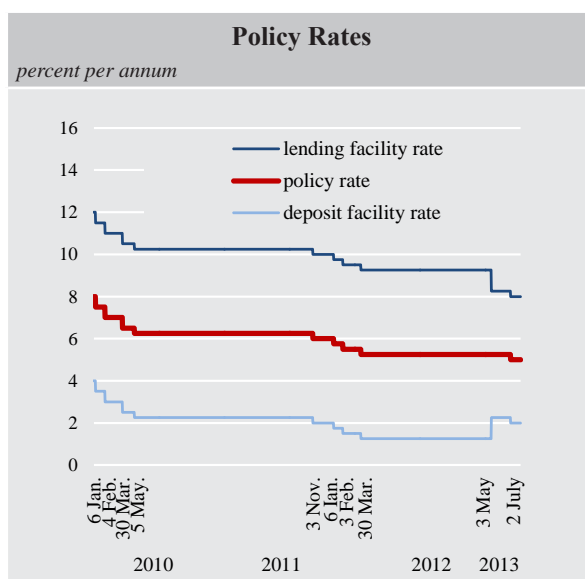 Policy Rates
percent per annum
16
14
12
10
8
6
4
2
0
lending facility rate
policy rate
deposit facility rate
6 Jan.
4 Feb.
30 Mar.
5 May.
3 Nov.
6 Jan.
3 Feb.
30 Mar.
3 May
2 July
2010 2011 2012 2013